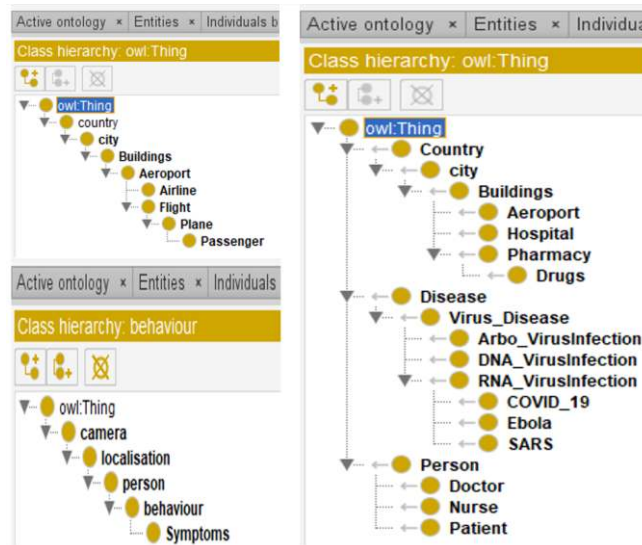 Active ontology × Entities × Individuals b
Class hierarchy: owl:Thing
owl:Thing
country
city
Buildings
Aeroport
Airline
Flight
Plane
Passenger
Active ontology × Entities × Individuals
Class hierarchy: behaviour
owl:Thing
camera
localisation
person
behaviour
Symptoms
Active ontology × Entities × Individua
Class hierarchy: owl:Thing
owl:Thing
Country
city
Buildings
Aeroport
Hospital
Pharmacy
Drugs
Disease
Virus_Disease
Arbo_VirusInfection
DNA_VirusInfection
RNA_VirusInfection
COVID_19
Ebola
SARS
Person
Doctor
Nurse
Patient